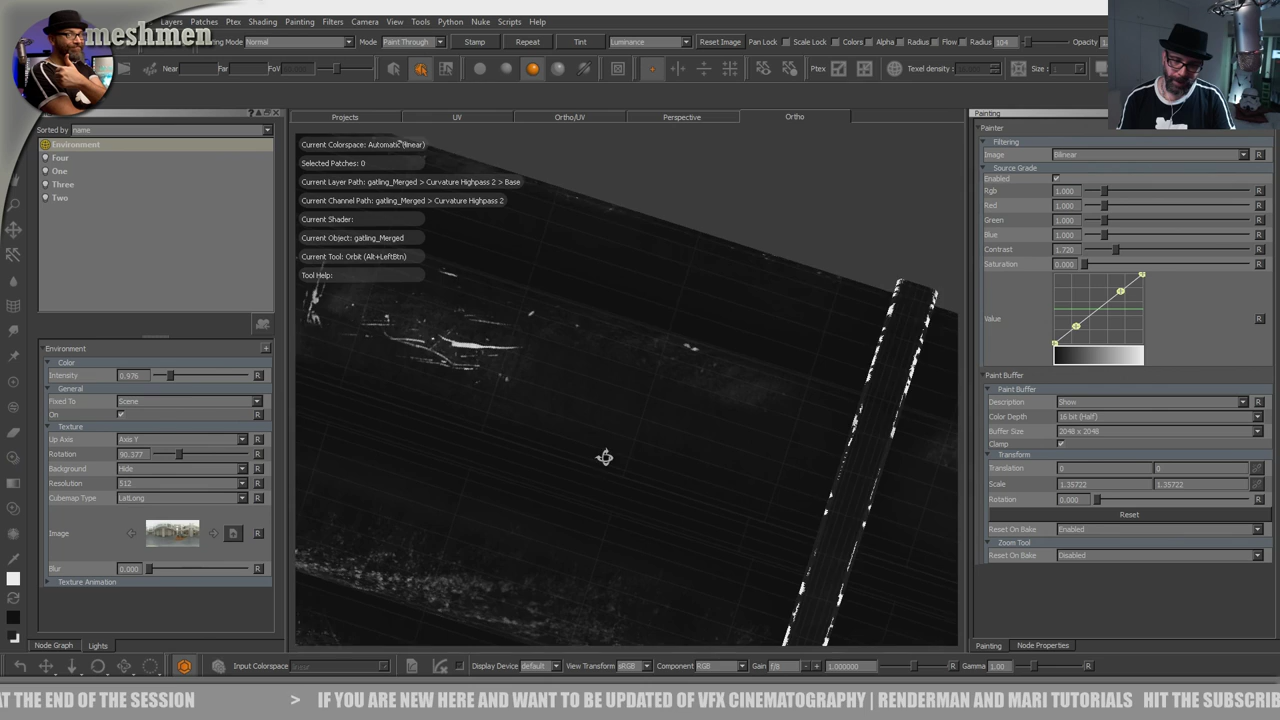 meshmen
Layers Patches Ptex Shading Painting Filters Camera View Tools Python Nuke Scripts Help
Mode Normal Mode Paint Through Stamp Repeat Tint Luminance Reset Image Pan Lock Scale Lock Colors Alpha Radius Flow Radius 104 Opacity
Near Far FoV Ptex Texel density: Size : 1
Sorted by name
Environment
Four
One
Three
Two
Environment
Color
Intensity 0.976 R
General
Fixed To Scene R
On R
Texture
Up Axis Axis Y R
Rotation 90.377 R
Background Hide R
Resolution 512 R
Cubemap Type LatLong R
Image R
Blur 0.000 R
Texture Animation
Node Graph Lights
Projects UV Ortho/UV Perspective Ortho
Current Colorspace: Automatic (linear)
Selected Patches: 0
Current Layer Path: gatling_Merged > Curvature Highpass 2 > Base
Current Channel Path: gatling_Merged > Curvature Highpass 2
Current Shader:
Current Object: gatling_Merged
Current Tool: Orbit (Alt+LeftBtn)
Tool Help:
Painting
Painter
Filtering
Image Bilinear R
Source Grade
Enabled R
Rgb 1.000 R
Red 1.000 R
Green 1.000 R
Blue 1.000 R
Contrast 1.720 R
Saturation 0.000 R
Value R
Paint Buffer
Paint Buffer
Description Show R
Color Depth 16 bit (Half)
Buffer Size 2048 x 2048
Clamp
Transform
Translation 0 0
Scale 1.35722 1.35722
Rotation 0.000
Reset
Reset On Bake Enabled
Zoom Tool
Reset On Bake Disabled
Painting Node Properties
Input Colorspace linear Display Device default View Transform sRGB Component RGB Gain f/8 - + 1.000000 R Gamma 1.00 R
AT THE END OF THE SESSION > IF YOU ARE NEW HERE AND WANT TO BE UPDATED OF VFX CINEMATOGRAPHY | RENDERMAN AND MARI TUTORIALS HIT THE SUBSCRIB